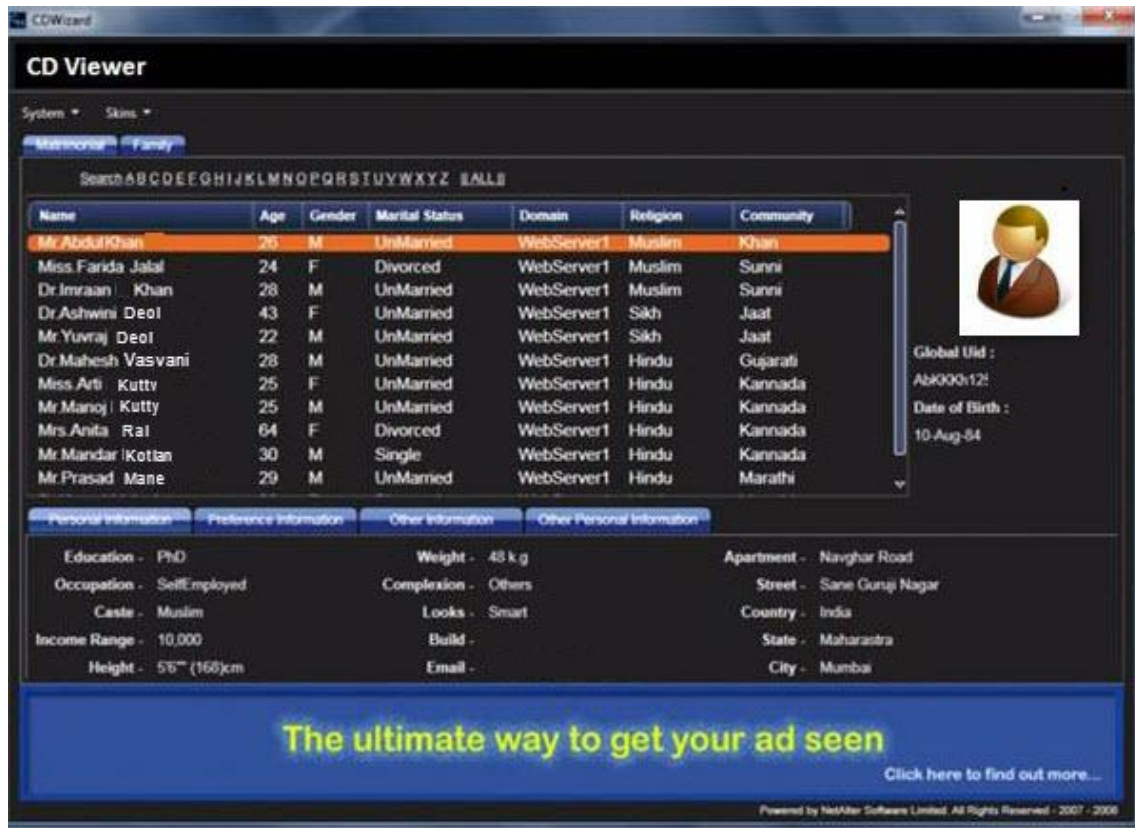 CDWizard
CD Viewer
System Skins
Matrimonial Family
Search A B C D E F G H I J K L M N O P Q R S T U V W X Y Z || ALL ||
Name Age Gender Marital Status Domain Religion Community
Mr.Abdul Khan 26 M UnMarried WebServer1 Muslim Khan
Miss.Farida Jalal 24 F Divorced WebServer1 Muslim Sunni
Dr.Imraan Khan 28 M UnMarried WebServer1 Muslim Sunni
Dr.Ashwini Deol 43 F UnMarried WebServer1 Sikh Jaat
Mr.Yuvraj Deol 22 M UnMarried WebServer1 Sikh Jaat
Dr.Mahesh Vasvani 28 M UnMarried WebServer1 Hindu Gujarati
Miss.Arti Kutty 25 F UnMarried WebServer1 Hindu Kannada
Mr.Manoj Kutty 25 M UnMarried WebServer1 Hindu Kannada
Mrs.Anita Rai 64 F Divorced WebServer1 Hindu Kannada
Mr.Mandar Kotian 30 M Single WebServer1 Hindu Kannada
Mr.Prasad Mane 29 M UnMarried WebServer1 Hindu Marathi
Global Uid :
Date of Birth :
10-Aug-84
Personal Information Preference Information Other Information Other Personal Information
Education - PhD Weight - 48 k.g Apartment - Navghar Road
Occupation - SelfEmployed Complexion - Others Street - Sane Guruji Nagar
Caste - Muslim Looks - Smart Country - India
Income Range - 10,000 Build - State - Maharastra
Height - 5'6"" (168)cm Email - City - Mumbai
The ultimate way to get your ad seen
Click here to find out more...
Powered by NetAlter Software Limited. All Rights Reserved - 2007 - 2008